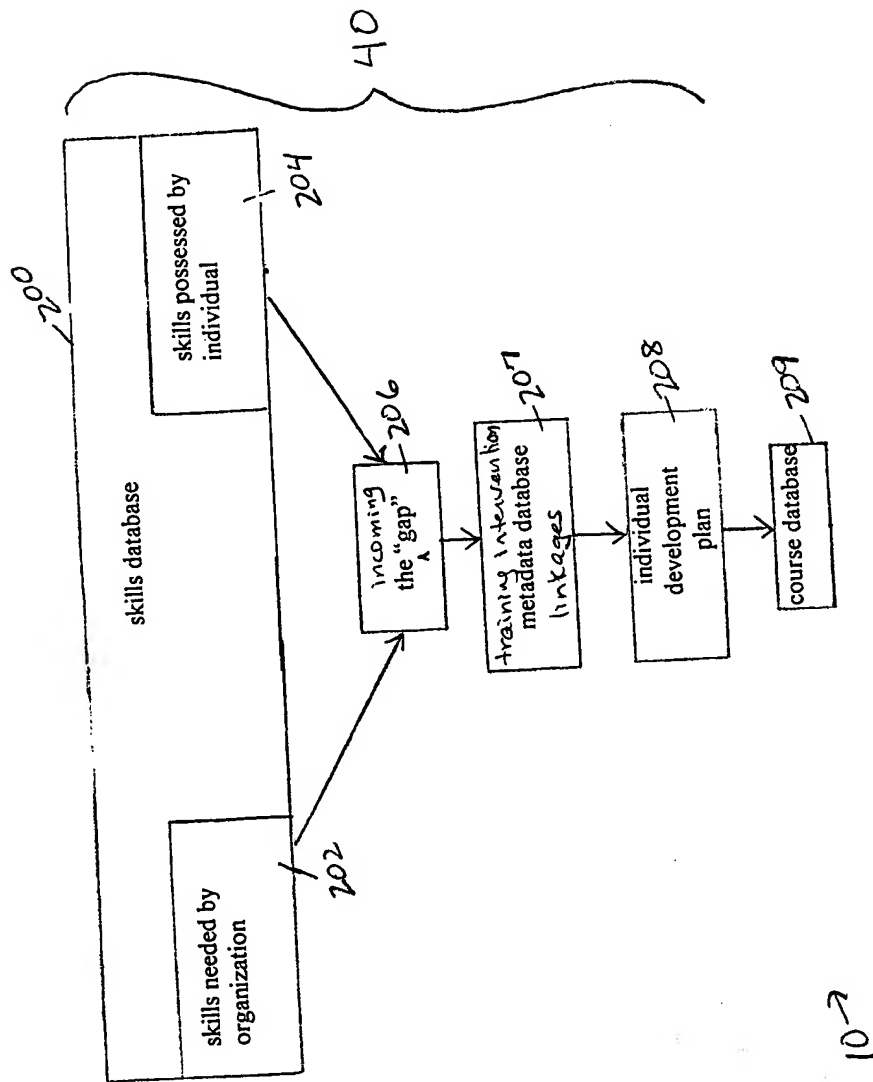 200
40
skills database
skills needed by
organization
202
skills possessed by
individual
204
incoming
the ^ "gap"
206
training intervention
metadata database
linkages
207
individual
development
plan
208
course database
209
10